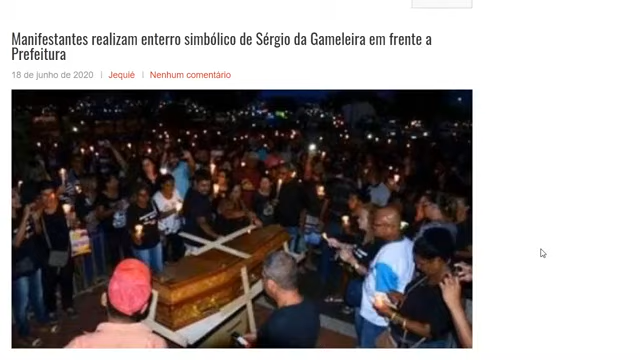 Manifestantes realizam enterro simbólico de Sérgio da Gameleira em frente a
Prefeitura
18 de junho de 2020 | Jequié | Nenhum comentário